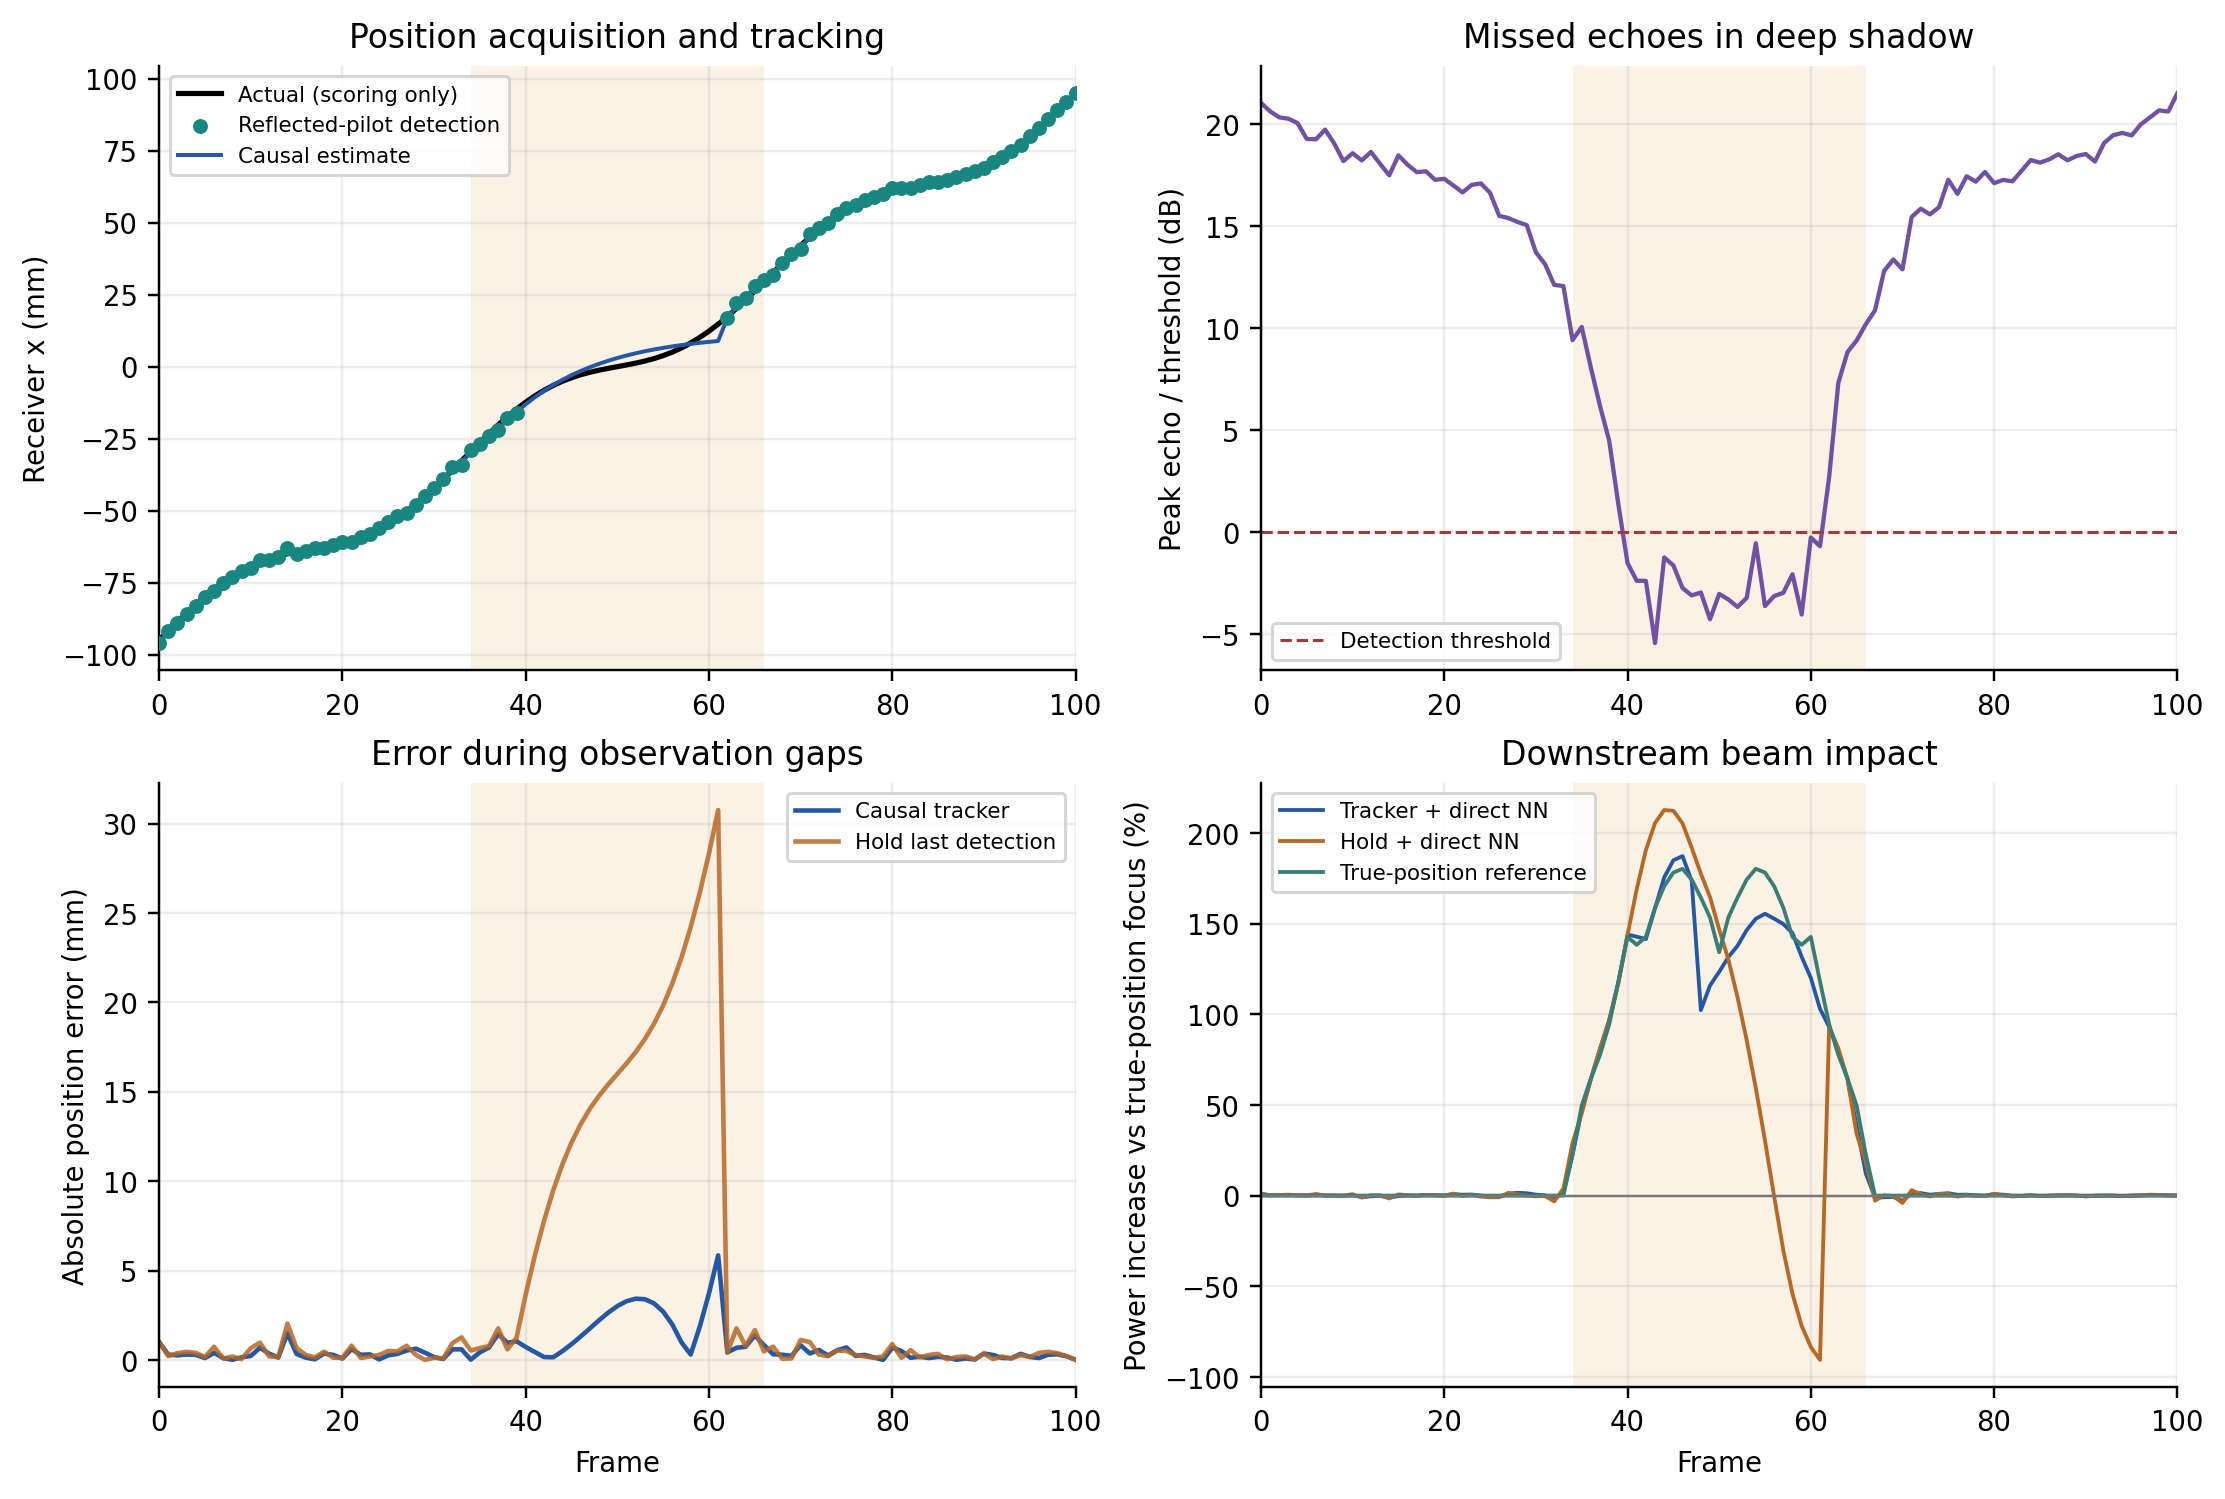 Position acquisition and tracking
Actual (scoring only)
Reflected-pilot detection
Causal estimate
Receiver x (mm)
100
75
50
25
0
−25
−50
−75
−100
0 20 40 60 80 100
Missed echoes in deep shadow
Peak echo / threshold (dB)
20
15
10
5
0
−5
Detection threshold
0 20 40 60 80 100
Error during observation gaps
Causal tracker
Hold last detection
Absolute position error (mm)
30
25
20
15
10
5
0
0 20 40 60 80 100
Frame
Downstream beam impact
Tracker + direct NN
Hold + direct NN
True-position reference
Power increase vs true-position focus (%)
200
150
100
50
0
−50
−100
0 20 40 60 80 100
Frame